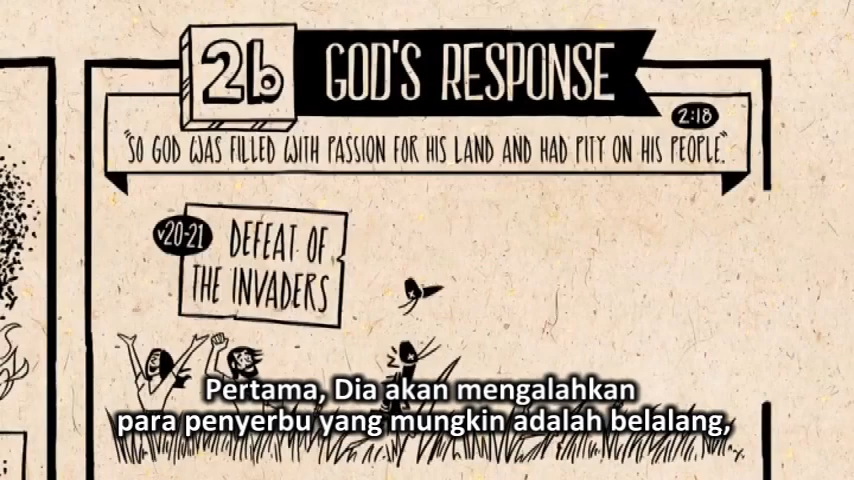 2b GOD'S RESPONSE
2:18
"SO GOD WAS FILLED WITH PASSION FOR HIS LAND AND HAD PITY ON HIS PEOPLE."
v20-21
DEFEAT OF
THE INVADERS
Pertama, Dia akan mengalahkan
para penyerbu yang mungkin adalah belalang,